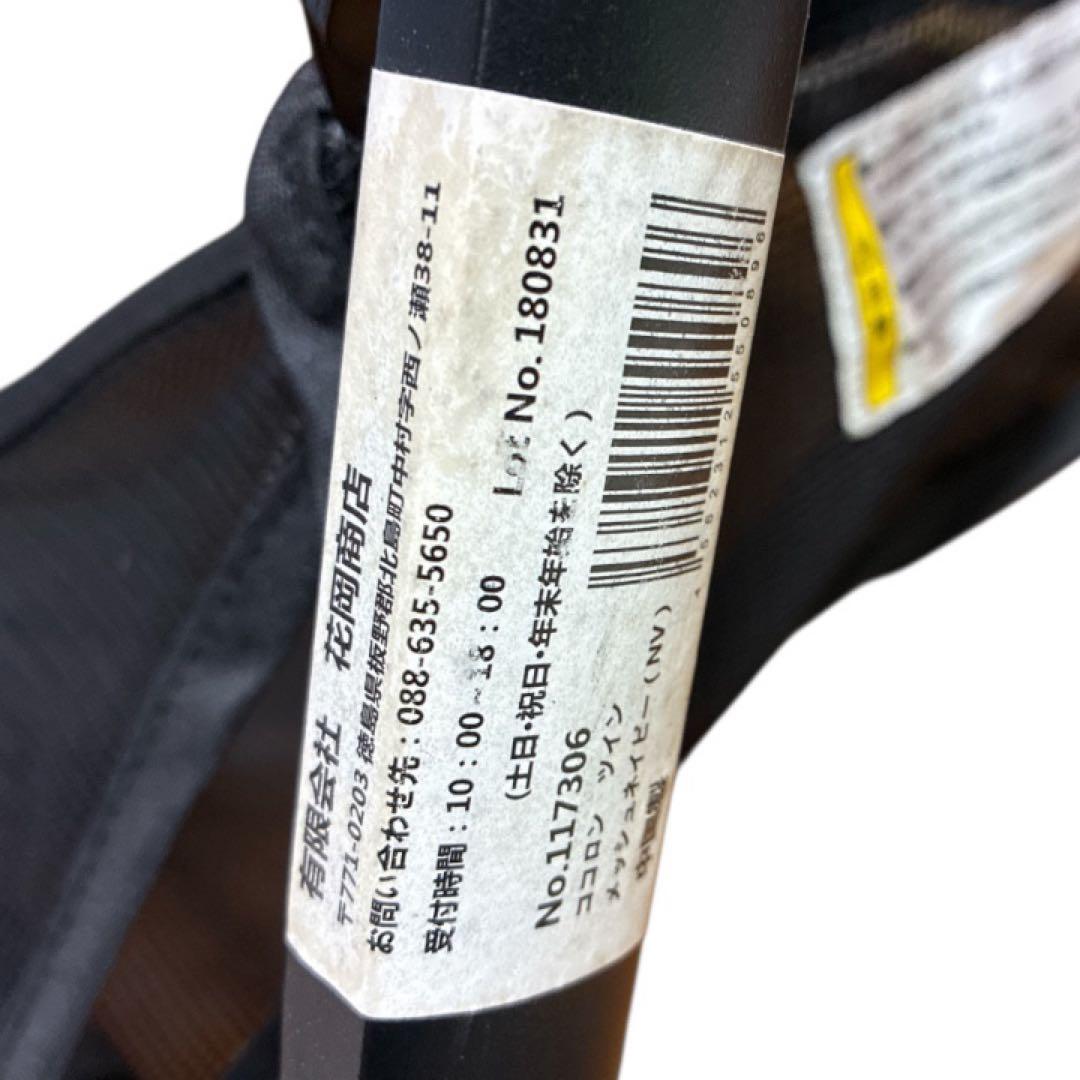 有限会社　花岡商店
〒771-0203 徳島県板野郡北島町中村字西ノ瀬38-11
お問い合わせ先：088-635-5650
受付時間：10：00～18：00
Lot No.180831
(土日・祝日・年末年始を除く)
No.117306
ココロン ツイン
メッシュネイビー(NV)
中国製
4562312550896